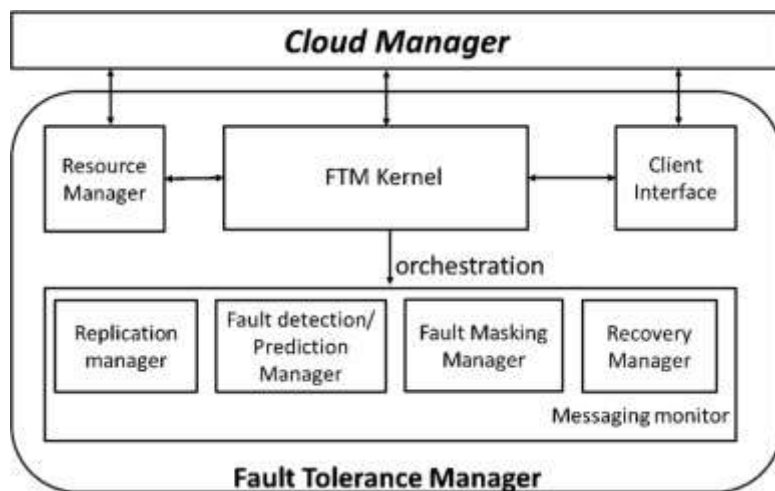 Cloud Manager
Resource
Manager
FTM Kernel
Client
Interface
orchestration
Replication
manager
Fault detection/
Prediction
Manager
Fault Masking
Manager
Recovery
Manager
Messaging monitor
Fault Tolerance Manager